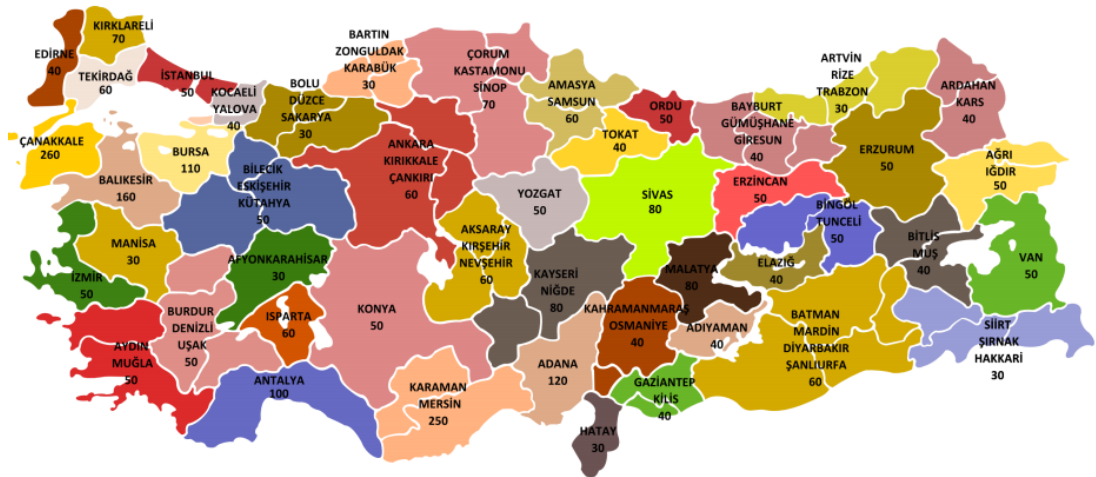 KIRKLARELİ
70
EDİRNE
40
TEKİRDAĞ
60
İSTANBUL
50
KOCAELİ
YALOVA
40
BOLU
DÜZCE
SAKARYA
30
BARTIN
ZONGULDAK
KARABÜK
30
ÇORUM
KASTAMONU
SİNOP
70
AMASYA
SAMSUN
60
ORDU
50
TOKAT
40
BAYBURT
GÜMÜŞHANE
GİRESUN
40
ARTVİN
RİZE
TRABZON
30
ARDAHAN
KARS
40
ERZURUM
50
AĞRI
IĞDIR
50
ÇANAKKALE
260
BALIKESİR
160
BURSA
110
BİLECİK
ESKİŞEHİR
KÜTAHYA
50
ANKARA
KIRIKKALE
ÇANKIRI
60
YOZGAT
50
SİVAS
80
ERZİNCAN
50
BİNGÖL
TUNCELİ
50
BİTLİS
MUŞ
40
VAN
50
MANİSA
30
İZMİR
50
AFYONKARAHİSAR
30
AKSARAY
KIRŞEHİR
NEVŞEHİR
60
KAYSERİ
NİĞDE
80
MALATYA
80
ELAZIĞ
40
BURDUR
DENİZLİ
UŞAK
50
ISPARTA
60
KONYA
50
KAHRAMANMARAŞ
OSMANİYE
40
ADIYAMAN
40
BATMAN
MARDİN
DİYARBAKIR
ŞANLIURFA
60
SİİRT
ŞIRNAK
HAKKARİ
30
AYDIN
MUĞLA
50
ANTALYA
100
KARAMAN
MERSİN
250
ADANA
120
GAZİANTEP
KİLİS
40
HATAY
30